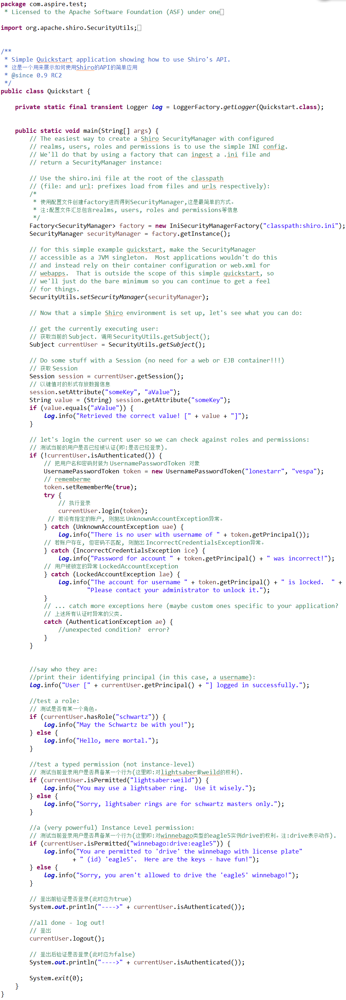 package com.aspire.test;
 * Licensed to the Apache Software Foundation (ASF) under one

import org.apache.shiro.SecurityUtils;


/**
 * Simple Quickstart application showing how to use Shiro's API.
 * 这是一个用来展示如何使用Shiro的API的简单应用
 * @since 0.9 RC2
 */
public class Quickstart {

    private static final transient Logger log = LoggerFactory.getLogger(Quickstart.class);


    public static void main(String[] args) {
        // The easiest way to create a Shiro SecurityManager with configured
        // realms, users, roles and permissions is to use the simple INI config.
        // We'll do that by using a factory that can ingest a .ini file and
        // return a SecurityManager instance:

        // Use the shiro.ini file at the root of the classpath
        // (file: and url: prefixes load from files and urls respectively):
        /*
         * 使用配置文件创建factory进而得到SecurityManager,这是最简单的方式。
         * 注:配置文件汇总包含realms, users, roles and permissions等信息
         */
        Factory<SecurityManager> factory = new IniSecurityManagerFactory("classpath:shiro.ini");
        SecurityManager securityManager = factory.getInstance();

        // for this simple example quickstart, make the SecurityManager
        // accessible as a JVM singleton.  Most applications wouldn't do this
        // and instead rely on their container configuration or web.xml for
        // webapps.  That is outside the scope of this simple quickstart, so
        // we'll just do the bare minimum so you can continue to get a feel
        // for things.
        SecurityUtils.setSecurityManager(securityManager);

        // Now that a simple Shiro environment is set up, let's see what you can do:

        // get the currently executing user:
        // 获取当前的 Subject. 调用 SecurityUtils.getSubject();
        Subject currentUser = SecurityUtils.getSubject();

        // Do some stuff with a Session (no need for a web or EJB container!!!)
        // 获取 Session
        Session session = currentUser.getSession();
        // 以键值对的形式存放数据信息
        session.setAttribute("someKey", "aValue");
        String value = (String) session.getAttribute("someKey");
        if (value.equals("aValue")) {
            log.info("Retrieved the correct value! [" + value + "]");
        }

        // let's login the current user so we can check against roles and permissions:
        // 测试当前的用户是否已经被认证(即:是否已经登录).
        if (!currentUser.isAuthenticated()) {
            // 把用户名和密码封装为 UsernamePasswordToken 对象
            UsernamePasswordToken token = new UsernamePasswordToken("lonestarr", "vespa");
            // rememberme
            token.setRememberMe(true);
            try {
                // 执行登录
                currentUser.login(token);
             // 若没有指定的账户, 则抛出 UnknownAccountException异常。
            } catch (UnknownAccountException uae) {
                log.info("There is no user with username of " + token.getPrincipal());
            // 若账户存在, 但密码不匹配, 则抛出 IncorrectCredentialsException异常。
            } catch (IncorrectCredentialsException ice) {
                log.info("Password for account " + token.getPrincipal() + " was incorrect!");
            // 用户被锁定的异常 LockedAccountException
            } catch (LockedAccountException lae) {
                log.info("The account for username " + token.getPrincipal() + " is locked.  " +
                        "Please contact your administrator to unlock it.");
            }
            // ... catch more exceptions here (maybe custom ones specific to your application?
            // 上述所有认证时异常的父类.
            catch (AuthenticationException ae) {
                //unexpected condition?  error?
            }
        }


        //say who they are:
        //print their identifying principal (in this case, a username):
        log.info("User [" + currentUser.getPrincipal() + "] logged in successfully.");

        //test a role:
        // 测试是否有某一个角色。
        if (currentUser.hasRole("schwartz")) {
            log.info("May the Schwartz be with you!");
        } else {
            log.info("Hello, mere mortal.");
        }

        //test a typed permission (not instance-level)
        // 测试当前登录用户是否具备某一个行为(这里即:对lightsaber做weild的权利).
        if (currentUser.isPermitted("lightsaber:weild")) {
            log.info("You may use a lightsaber ring.  Use it wisely.");
        } else {
            log.info("Sorry, lightsaber rings are for schwartz masters only.");
        }

        //a (very powerful) Instance Level permission:
        // 测试当前登录用户是否具备某一个行为(这里即:对winnebago类型的eagle5实例drive的权利。注:drive表示动作).
        if (currentUser.isPermitted("winnebago:drive:eagle5")) {
            log.info("You are permitted to 'drive' the winnebago with license plate"
                    + " (id) 'eagle5'.  Here are the keys - have fun!");
        } else {
            log.info("Sorry, you aren't allowed to drive the 'eagle5' winnebago!");
        }

        // 登出前验证是否登录(此时应为true)
        System.out.println("---->" + currentUser.isAuthenticated());

        //all done - log out!
        // 登出
        currentUser.logout();

        // 登出后验证是否登录(此时应为false)
        System.out.println("---->" + currentUser.isAuthenticated());

        System.exit(0);
    }
}